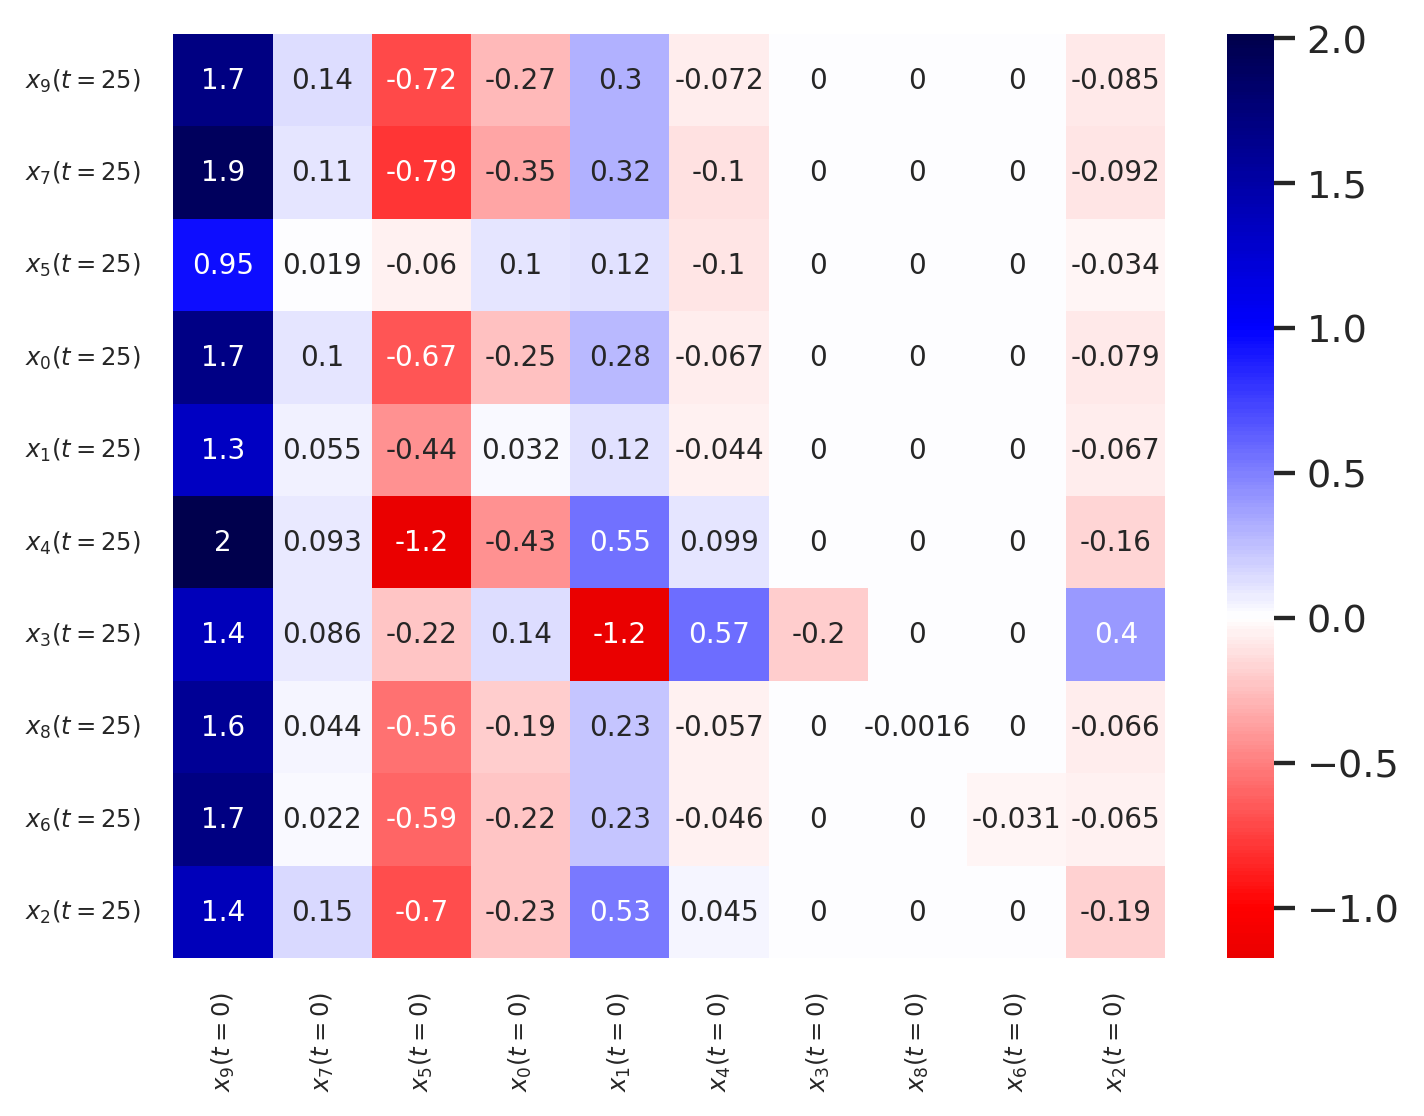 x₉(t = 25) 1.7 0.14 -0.72 -0.27 0.3 -0.072 0 0 0 -0.085
x₇(t = 25) 1.9 0.11 -0.79 -0.35 0.32 -0.1 0 0 0 -0.092
x₅(t = 25) 0.95 0.019 -0.06 0.1 0.12 -0.1 0 0 0 -0.034
x₀(t = 25) 1.7 0.1 -0.67 -0.25 0.28 -0.067 0 0 0 -0.079
x₁(t = 25) 1.3 0.055 -0.44 0.032 0.12 -0.044 0 0 0 -0.067
x₄(t = 25) 2 0.093 -1.2 -0.43 0.55 0.099 0 0 0 -0.16
x₃(t = 25) 1.4 0.086 -0.22 0.14 -1.2 0.57 -0.2 0 0 0.4
x₈(t = 25) 1.6 0.044 -0.56 -0.19 0.23 -0.057 0 -0.0016 0 -0.066
x₆(t = 25) 1.7 0.022 -0.59 -0.22 0.23 -0.046 0 0 -0.031 -0.065
x₂(t = 25) 1.4 0.15 -0.7 -0.23 0.53 0.045 0 0 0 -0.19
x₉(t = 0) x₇(t = 0) x₅(t = 0) x₀(t = 0) x₁(t = 0) x₄(t = 0) x₃(t = 0) x₈(t = 0) x₆(t = 0) x₂(t = 0)
2.0
1.5
1.0
0.5
0.0
−0.5
−1.0